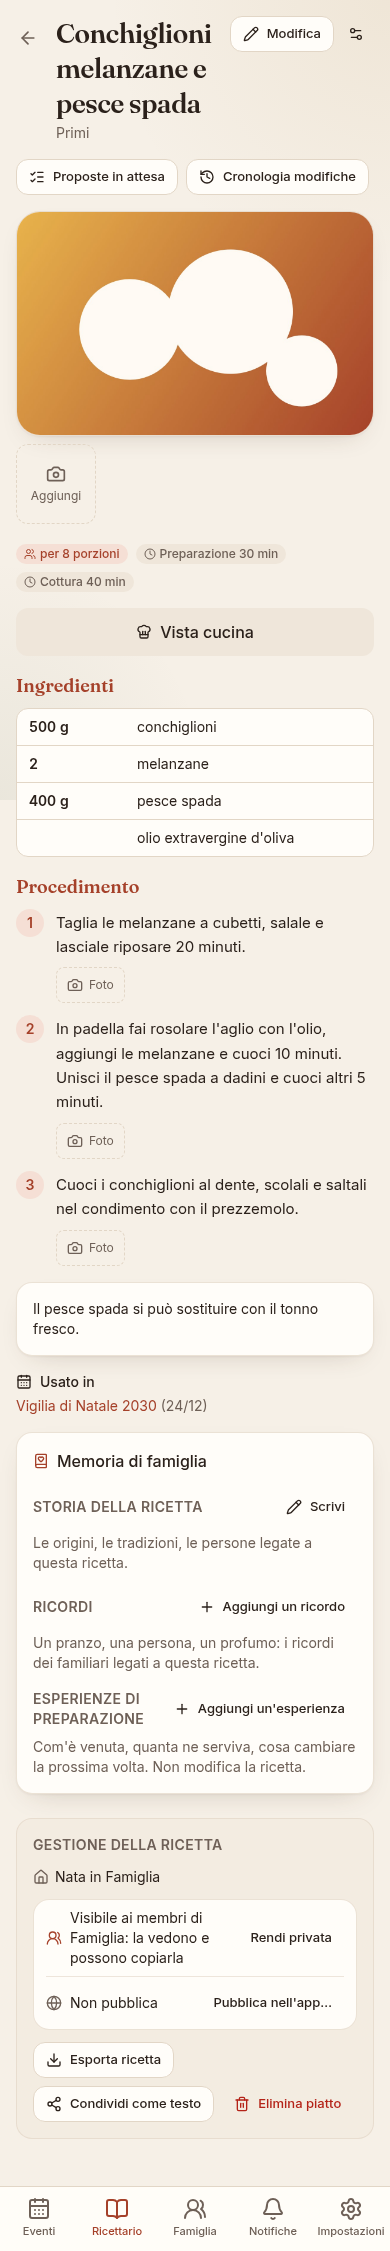 Conchiglioni
melanzane e
pesce spada
Modifica
Primi
Proposte in attesa
Cronologia modifiche
Aggiungi
per 8 porzioni
Preparazione 30 min
Cottura 40 min
Vista cucina
Ingredienti
500 g conchiglioni
2 melanzane
400 g pesce spada
olio extravergine d'oliva
Procedimento
1 Taglia le melanzane a cubetti, salale e
lasciale riposare 20 minuti.
Foto
2 In padella fai rosolare l'aglio con l'olio,
aggiungi le melanzane e cuoci 10 minuti.
Unisci il pesce spada a dadini e cuoci altri 5
minuti.
Foto
3 Cuoci i conchiglioni al dente, scolali e saltali
nel condimento con il prezzemolo.
Foto
Il pesce spada si può sostituire con il tonno
fresco.
Usato in
Vigilia di Natale 2030 (24/12)
Memoria di famiglia
STORIA DELLA RICETTA
Scrivi
Le origini, le tradizioni, le persone legate a
questa ricetta.
RICORDI
Aggiungi un ricordo
Un pranzo, una persona, un profumo: i ricordi
dei familiari legati a questa ricetta.
ESPERIENZE DI
PREPARAZIONE
Aggiungi un'esperienza
Com'è venuta, quanta ne serviva, cosa cambiare
la prossima volta. Non modifica la ricetta.
GESTIONE DELLA RICETTA
Nata in Famiglia
Visibile ai membri di
Famiglia: la vedono e
possono copiarla
Rendi privata
Non pubblica
Pubblica nell'app...
Esporta ricetta
Condividi come testo
Elimina piatto
Eventi
Ricettario
Famiglia
Notifiche
Impostazioni